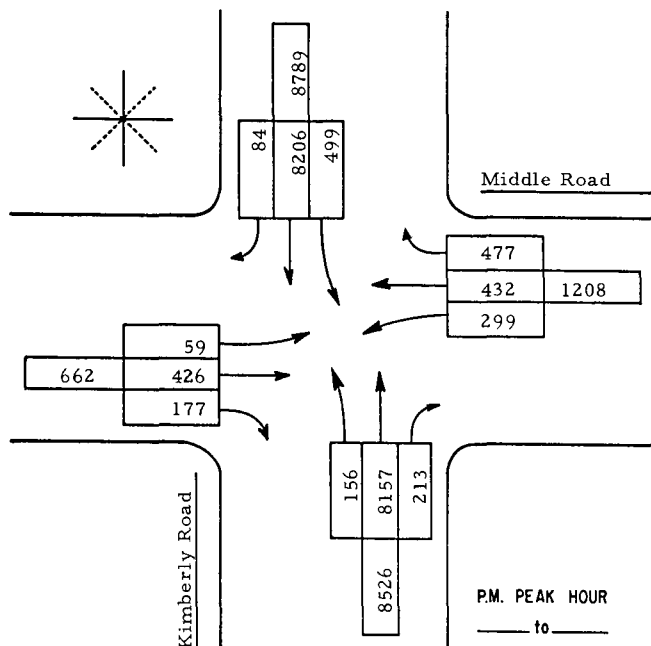 8789
84 8206 499
Middle Road
477
432 1208
299
59
662 426
177
156 8157 213
8526
Kimberly Road
P.M. PEAK HOUR
to